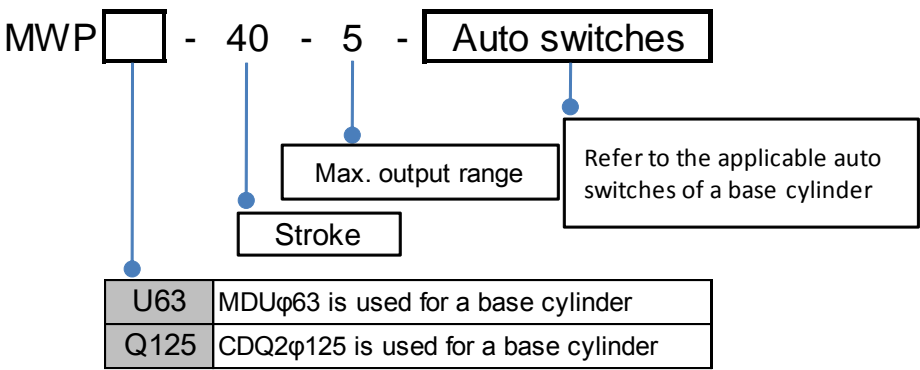 MWP - 40 - 5 - Auto switches
Max. output range
Refer to the applicable auto
switches of a base cylinder
Stroke
U63 MDUφ63 is used for a base cylinder
Q125 CDQ2φ125 is used for a base cylinder